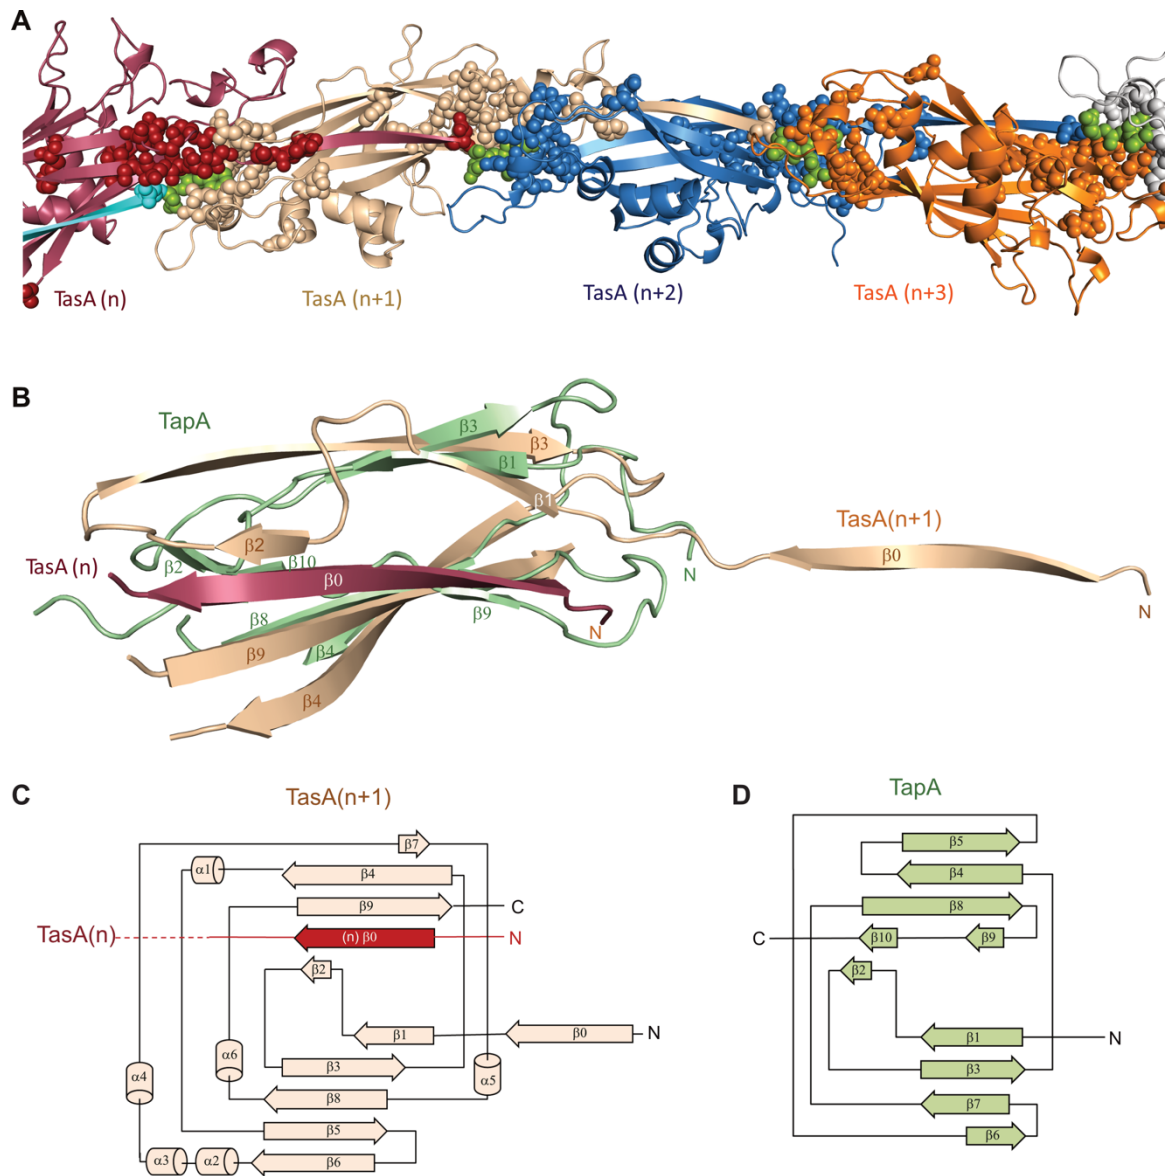 A
TasA (n)
TasA (n+1)
TasA (n+2)
TasA (n+3)
B
TapA
β3
β3
β1
β1
TasA(n+1)
β2
β0
TasA (n)
β2
β10
β0
N
β8
β9
N
N
β9
β4
β4
C
TasA(n+1)
β7
α1
β4
β9
C
TasA(n)
(n) β0
N
β2
β1
β0
N
α6
β3
α4
α5
β8
β5
α3
α2
β6
D
TapA
β5
β4
β8
C
β10
β9
β2
β1
N
β3
β7
β6